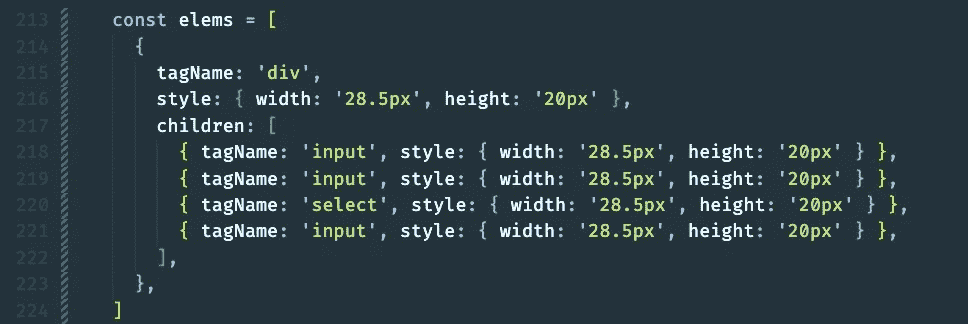 213 const elems = [
214 {
215 tagName: 'div',
216 style: { width: '28.5px', height: '20px' },
217 children: [
218 { tagName: 'input', style: { width: '28.5px', height: '20px' } },
219 { tagName: 'input', style: { width: '28.5px', height: '20px' } },
220 { tagName: 'select', style: { width: '28.5px', height: '20px' } },
221 { tagName: 'input', style: { width: '28.5px', height: '20px' } },
222 ],
223 },
224 ]